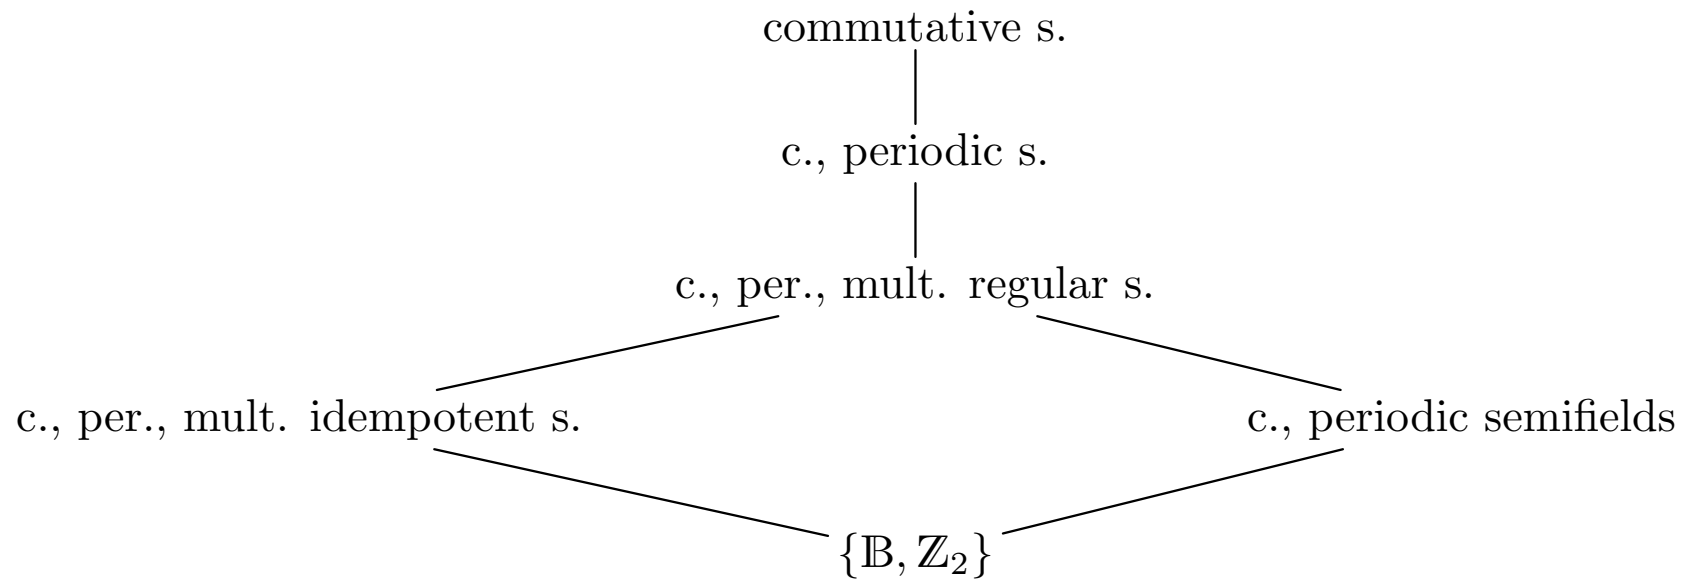 commutative s.
c., periodic s.
c., per., mult. regular s.
c., per., mult. idempotent s.
c., periodic semifields
{𝔹, ℤ₂}